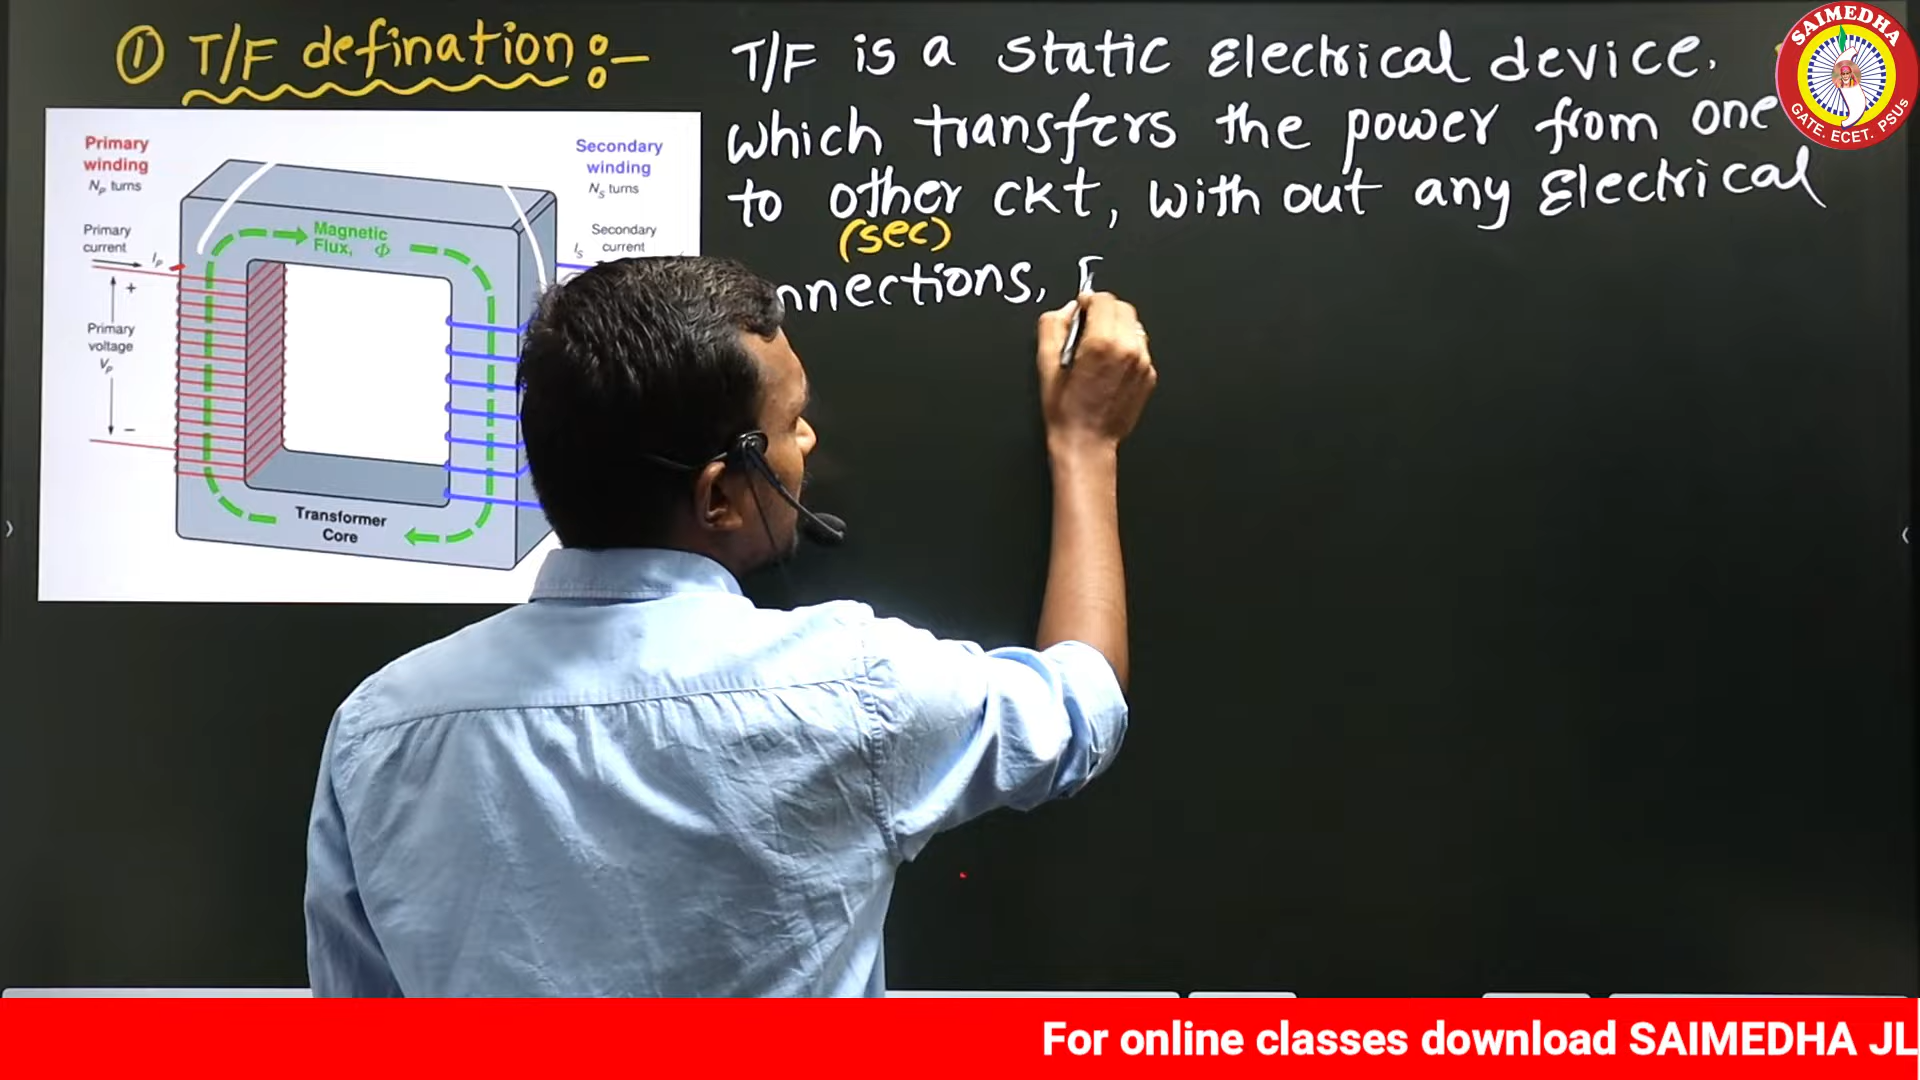 ① T/F defination :-
T/F is a static Electrical device.
which transfers the power from one
to other ckt, with out any Electrical
(sec)
nnections,
Primary
winding
Np turns
Primary
current
Ip
+
Primary
voltage
Vp
−
Magnetic
Flux, Φ
Secondary
winding
Ns turns
Secondary
current
Is
Transformer
Core
SAIMEDHA
GATE. ECET. PSUs
For online classes download SAIMEDHA JL